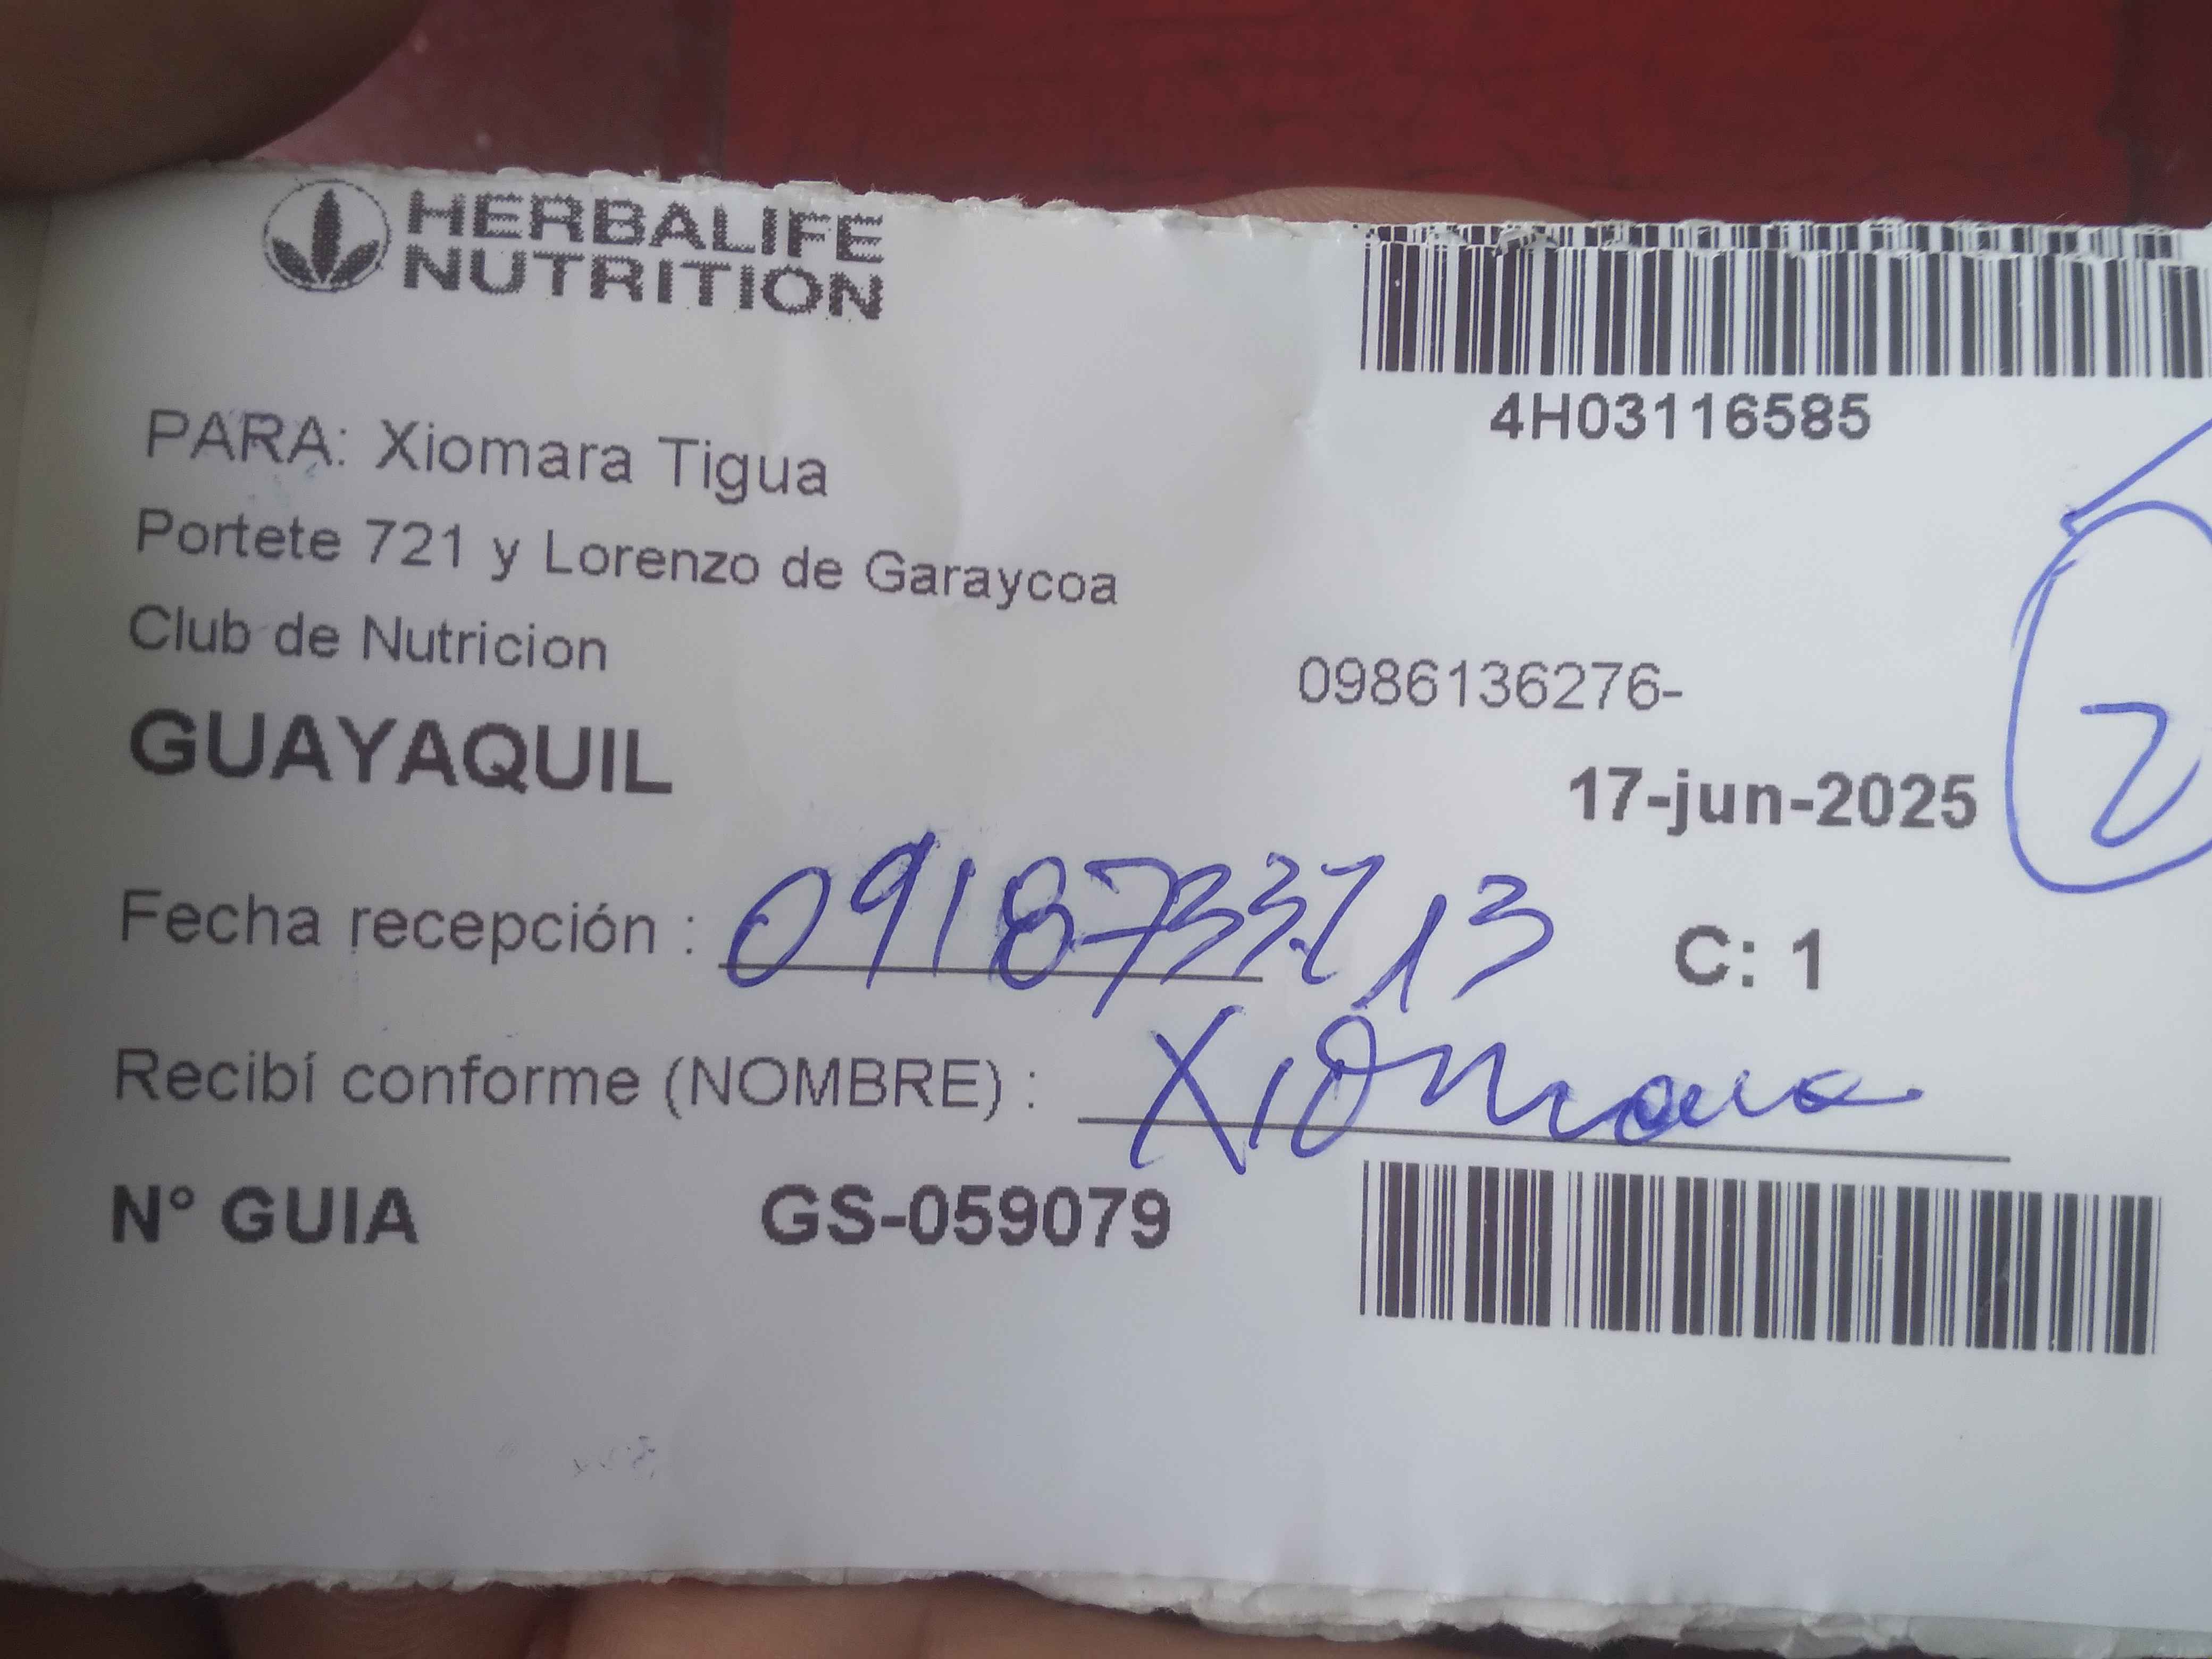 HERBALIFE
NUTRITION
4H03116585
PARA: Xiomara Tigua
Portete 721 y Lorenzo de Garaycoa
Club de Nutricion
0986136276-
GUAYAQUIL
17-jun-2025
2
Fecha recepción : 0918733713
C: 1
Recibí conforme (NOMBRE) : Xiomara
N° GUIA GS-059079